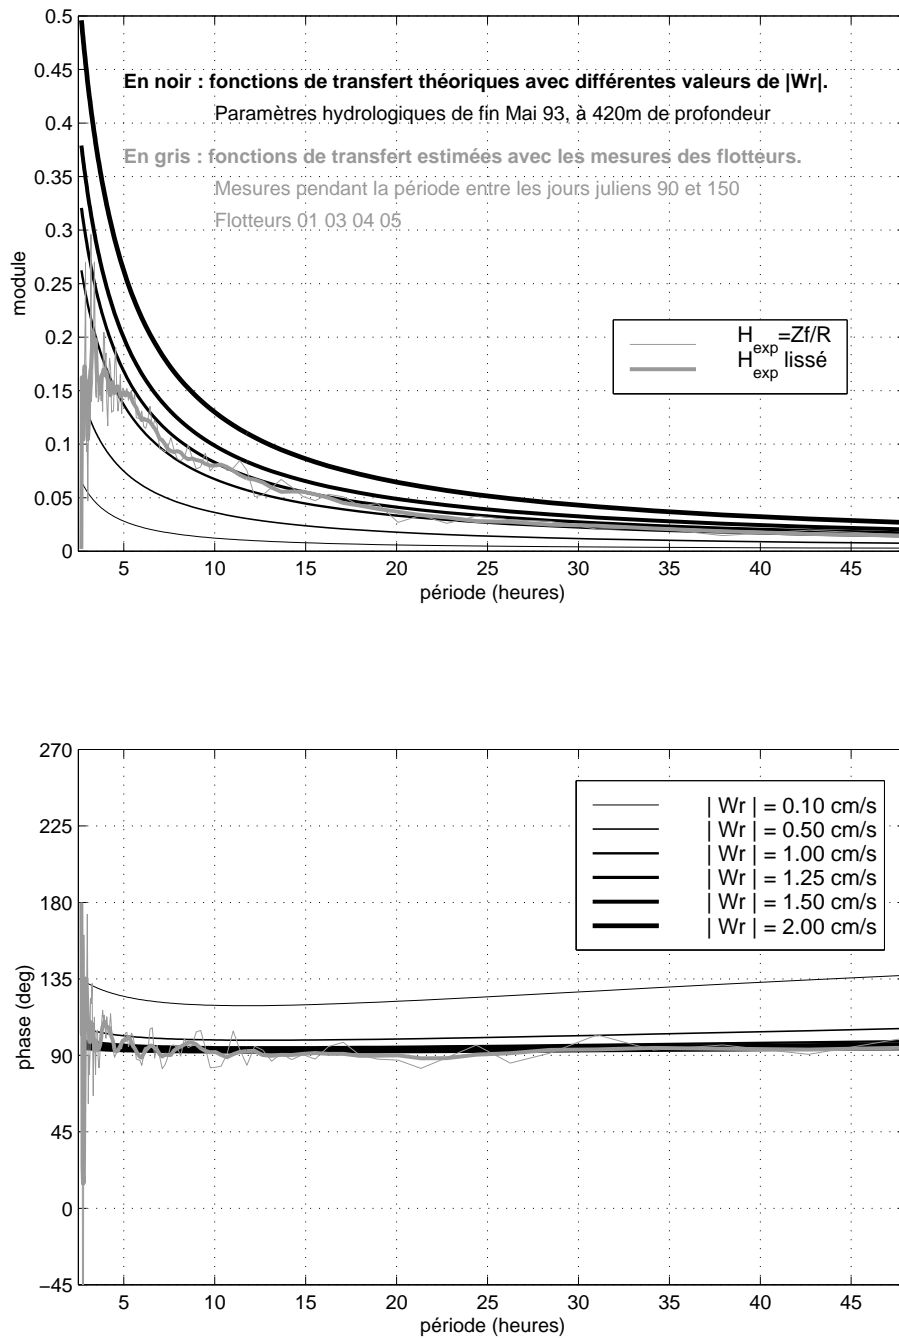 0.5
0.45
En noir : fonctions de transfert théoriques avec différentes valeurs de |Wr|.
0.4
Paramètres hydrologiques de fin Mai 93, à 420m de profondeur
En gris : fonctions de transfert estimées avec les mesures des flotteurs.
0.35
Mesures pendant la période entre les jours juliens 90 et 150
Flotteurs 01 03 04 05
0.3
module
0.25
0.2
H_exp=Zf/R
H_exp lissé
0.15
0.1
0.05
0
5 10 15 20 25 30 35 40 45
période (heures)
270
| Wr | = 0.10 cm/s
225
| Wr | = 0.50 cm/s
| Wr | = 1.00 cm/s
| Wr | = 1.25 cm/s
180
| Wr | = 1.50 cm/s
| Wr | = 2.00 cm/s
135
phase (deg)
90
45
0
−45
5 10 15 20 25 30 35 40 45
période (heures)